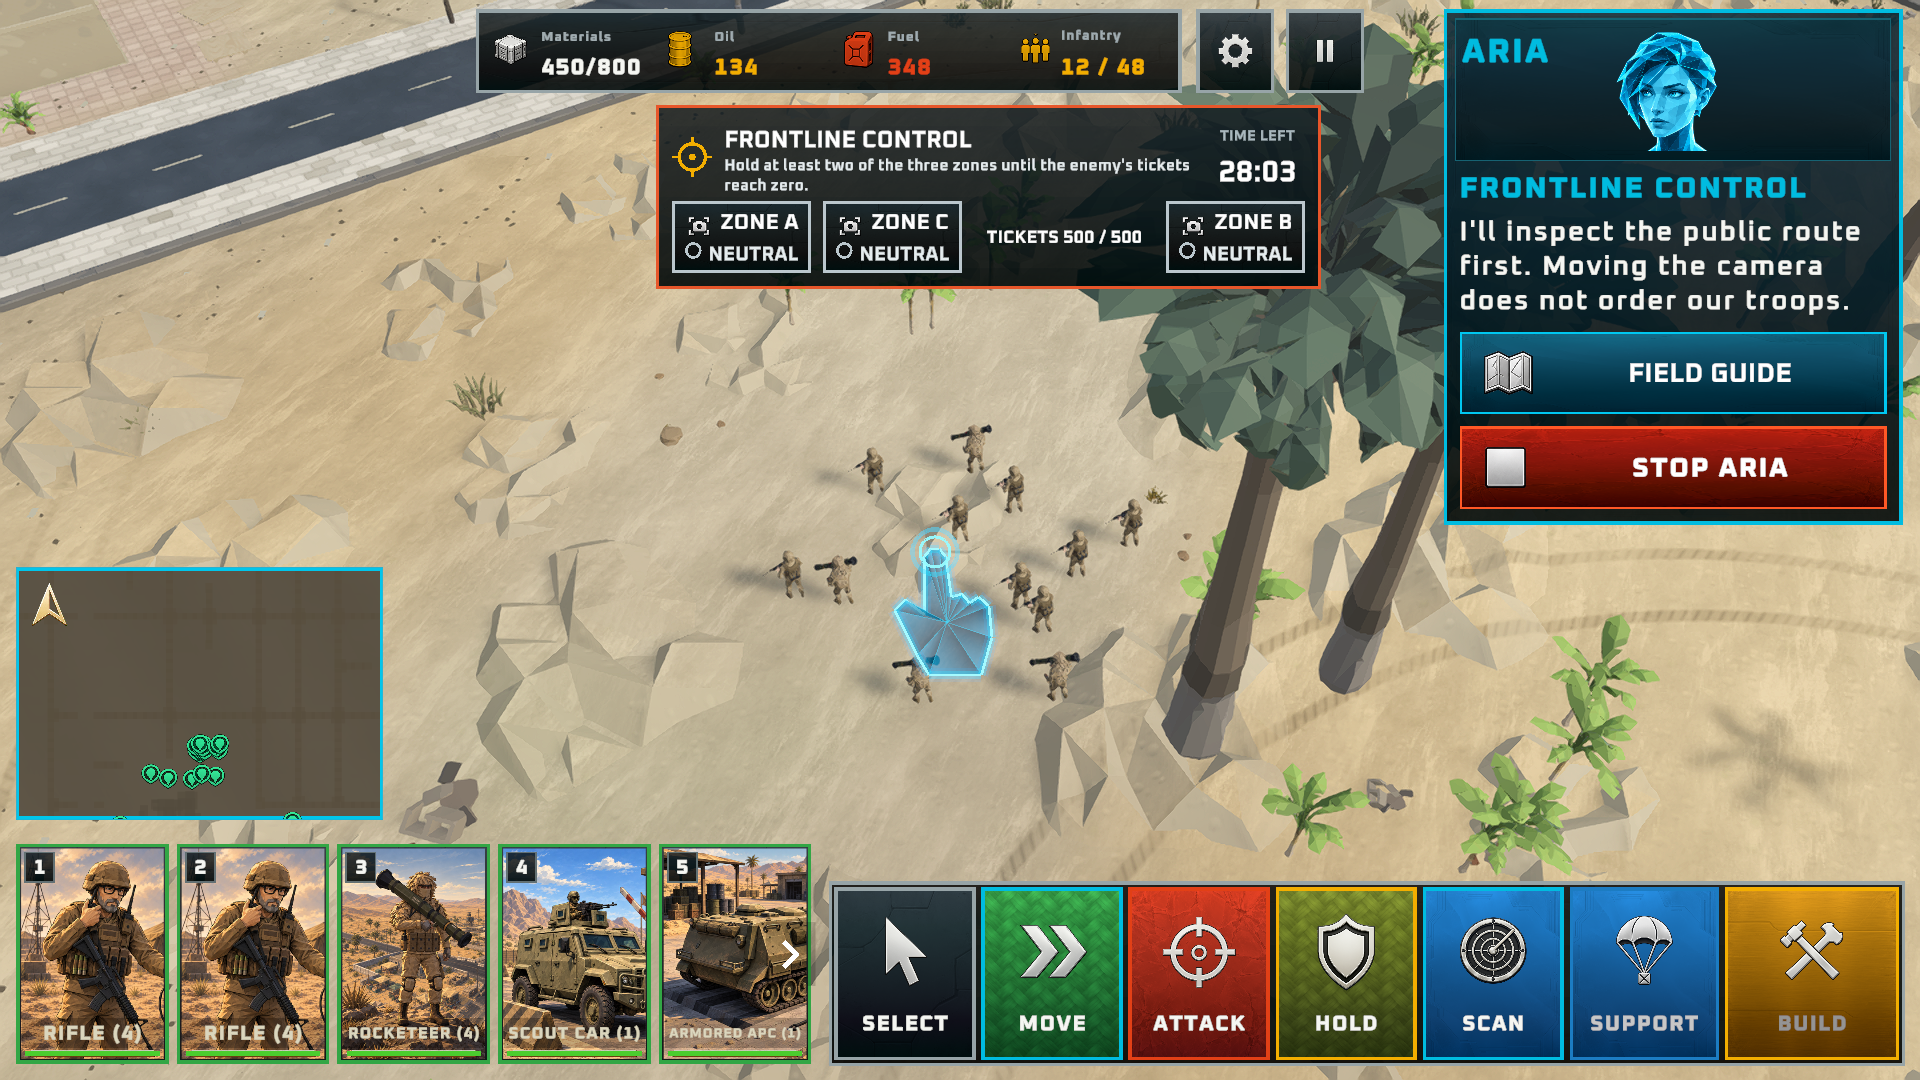 Materials
450/800
Oil
134
Fuel
348
Infantry
12 / 48
FRONTLINE CONTROL
Hold at least two of the three zones until the enemy's tickets
reach zero.
TIME LEFT
28:03
ZONE A
NEUTRAL
ZONE C
NEUTRAL
TICKETS 500 / 500
ZONE B
NEUTRAL
ARIA
FRONTLINE CONTROL
I'll inspect the public route
first. Moving the camera
does not order our troops.
FIELD GUIDE
STOP ARIA
1
RIFLE (4)
2
RIFLE (4)
3
ROCKETEER (4)
4
SCOUT CAR (1)
5
ARMORED APC (1)
SELECT
MOVE
ATTACK
HOLD
SCAN
SUPPORT
BUILD